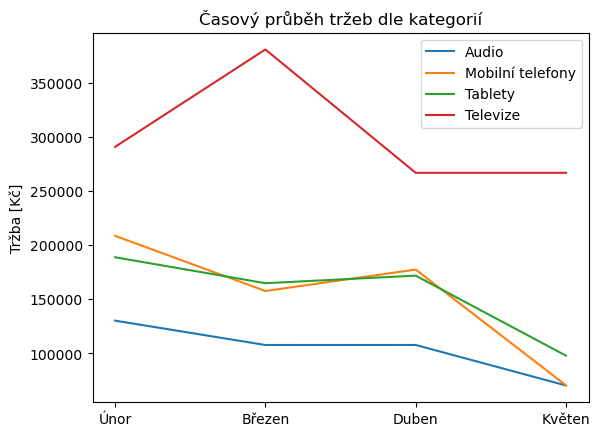 Časový průběh tržeb dle kategorií
Audio
Mobilní telefony
Tablety
Televize
Tržba [Kč]
350000
300000
250000
200000
150000
100000
Únor
Březen
Duben
Květen